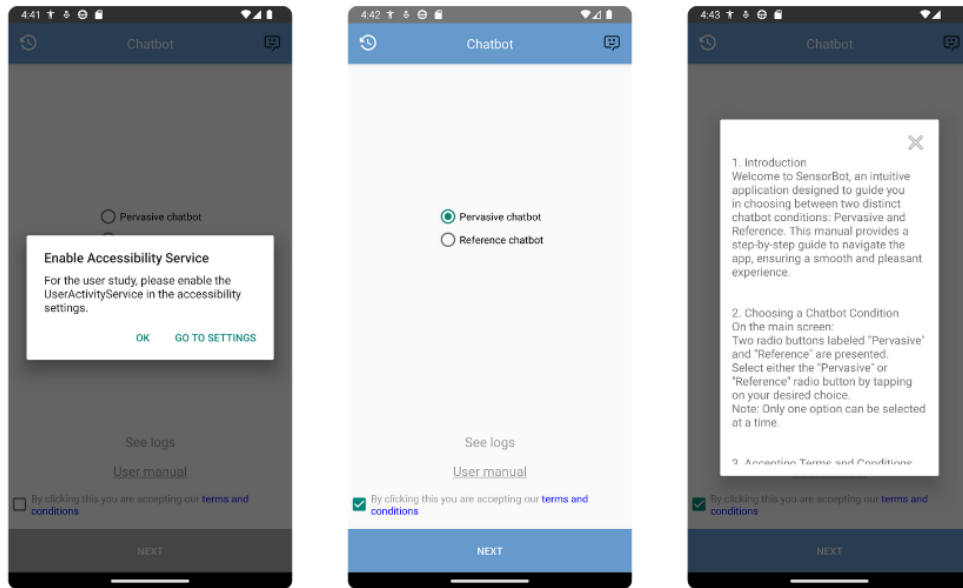 4:41
Chatbot
Pervasive chatbot
Enable Accessibility Service
For the user study, please enable the
UserActivityService in the accessibility
settings.
OK GO TO SETTINGS
See logs
User manual
By clicking this you are accepting our terms and
conditions
NEXT
4:42
Chatbot
Pervasive chatbot
Reference chatbot
See logs
User manual
By clicking this you are accepting our terms and
conditions
NEXT
4:43
Chatbot
1. Introduction
Welcome to SensorBot, an intuitive
application designed to guide you
in choosing between two distinct
chatbot conditions: Pervasive and
Reference. This manual provides a
step-by-step guide to navigate the
app, ensuring a smooth and pleasant
experience.
2. Choosing a Chatbot Condition
On the main screen:
Two radio buttons labeled "Pervasive"
and "Reference" are presented.
Select either the "Pervasive" or
"Reference" radio button by tapping
on your desired choice.
Note: Only one option can be selected
at a time.
3. Accepting Terms and Conditions
By clicking this you are accepting our terms and
conditions
NEXT